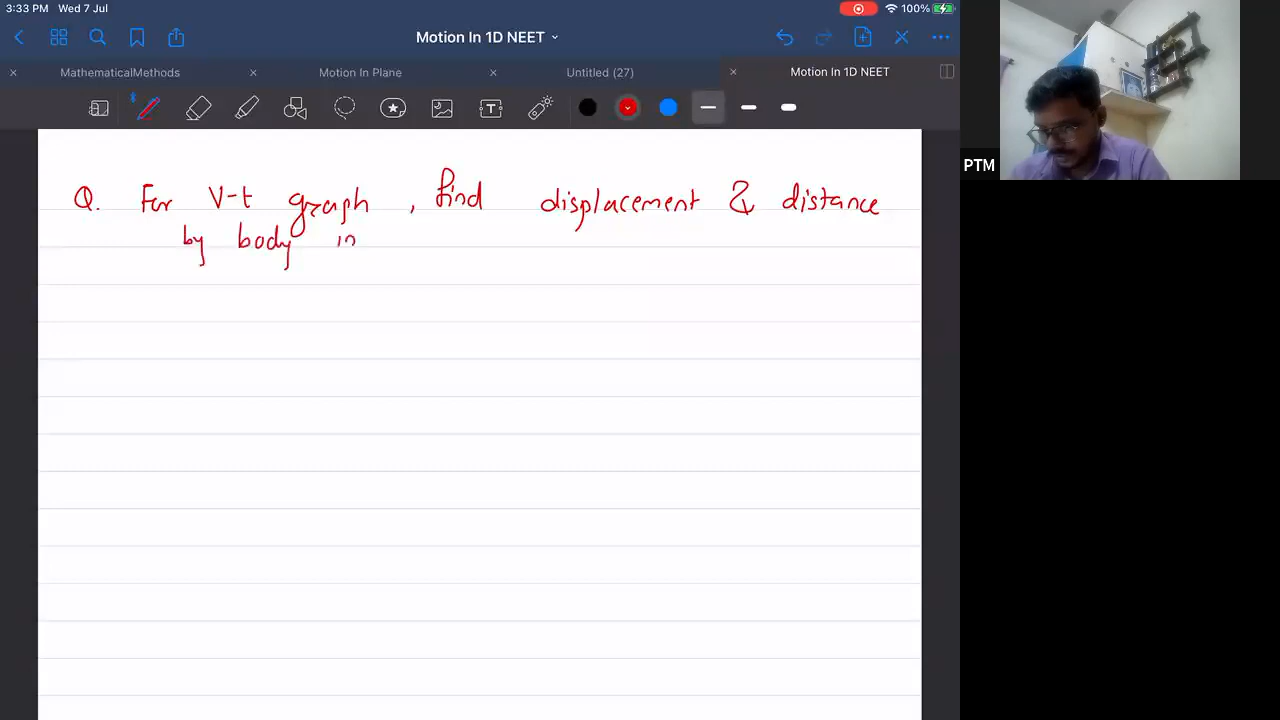 3:33 PM Wed 7 Jul
100%
Motion In 1D NEET
MathematicalMethods
Motion In Plane
Untitled (27)
Motion In 1D NEET
PTM
Q. For V-t graph, find displacement & distance
by body in